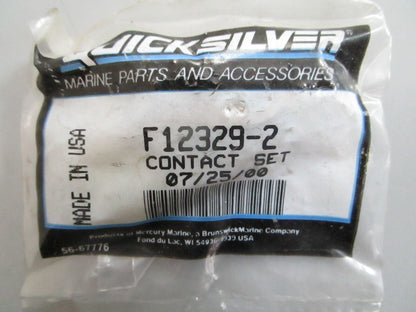 QUICKSILVER
MARINE PARTS AND ACCESSORIES
MADE IN USA
F12329-2
CONTACT SET
07/25/00
Products of Mercury Marine, a Brunswick Marine Company
Fond du Lac, WI 54936-1939 USA
56-67776